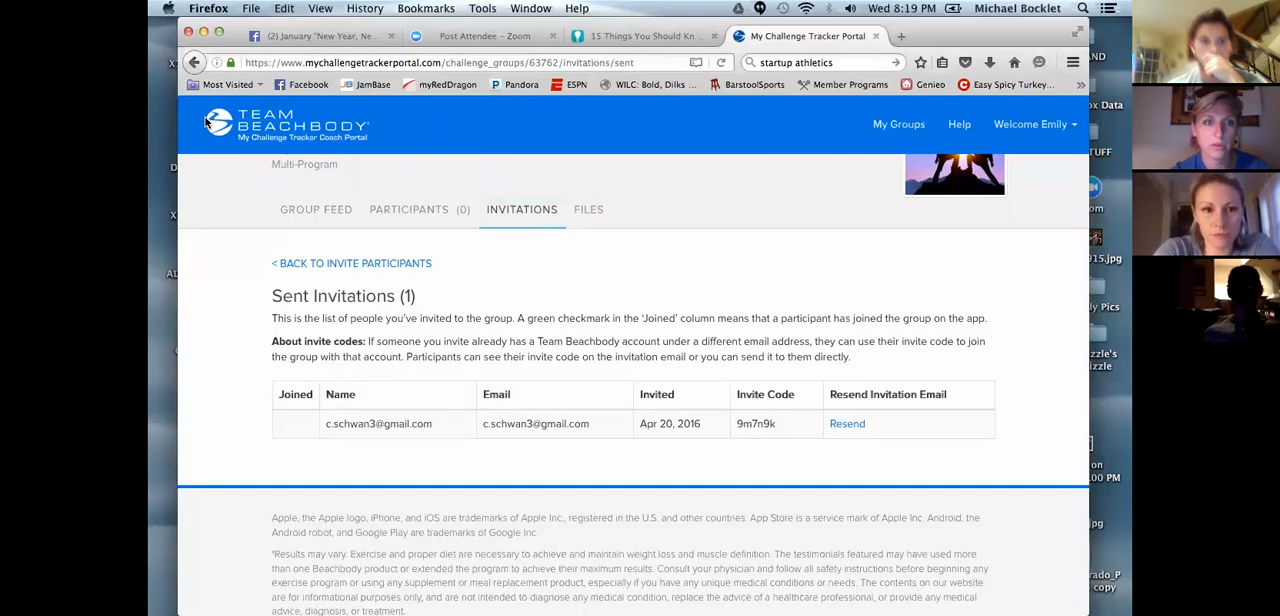 Firefox File Edit View History Bookmarks Tools Window Help Wed 8:19 PM Michael Bocklet
(2) January "New Year, Ne... Post Attendee – Zoom 15 Things You Should Kn... My Challenge Tracker Portal
https://www.mychallengetrackerportal.com/challenge_groups/63762/invitations/sent startup athletics
Most Visited Facebook JamBase myRedDragon Pandora ESPN WILC: Bold, Dilks ... BarstoolSports Member Programs Genieo Easy Spicy Turkey...
TEAM
BEACHBODY
My Challenge Tracker Coach Portal
My Groups Help Welcome Emily
Multi-Program
GROUP FEED PARTICIPANTS (0) INVITATIONS FILES
< BACK TO INVITE PARTICIPANTS
Sent Invitations (1)
This is the list of people you've invited to the group. A green checkmark in the 'Joined' column means that a participant has joined the group on the app.
About invite codes: If someone you invite already has a Team Beachbody account under a different email address, they can use their invite code to join
the group with that account. Participants can see their invite code on the invitation email or you can send it to them directly.
Joined Name Email Invited Invite Code Resend Invitation Email
c.schwan3@gmail.com c.schwan3@gmail.com Apr 20, 2016 9m7n9k Resend
Apple, the Apple logo, iPhone, and iOS are trademarks of Apple Inc., registered in the U.S. and other countries. App Store is a service mark of Apple Inc. Android, the
Android robot, and Google Play are trademarks of Google Inc.
*Results may vary. Exercise and proper diet are necessary to achieve and maintain weight loss and muscle definition. The testimonials featured may have used more
than one Beachbody product or extended the program to achieve their maximum results. Consult your physician and follow all safety instructions before beginning any
exercise program or using any supplement or meal replacement product, especially if you have any unique medical conditions or needs. The contents on our website
are for informational purposes only, and are not intended to diagnose any medical condition, replace the advice of a healthcare professional, or provide any medical
advice, diagnosis, or treatment.